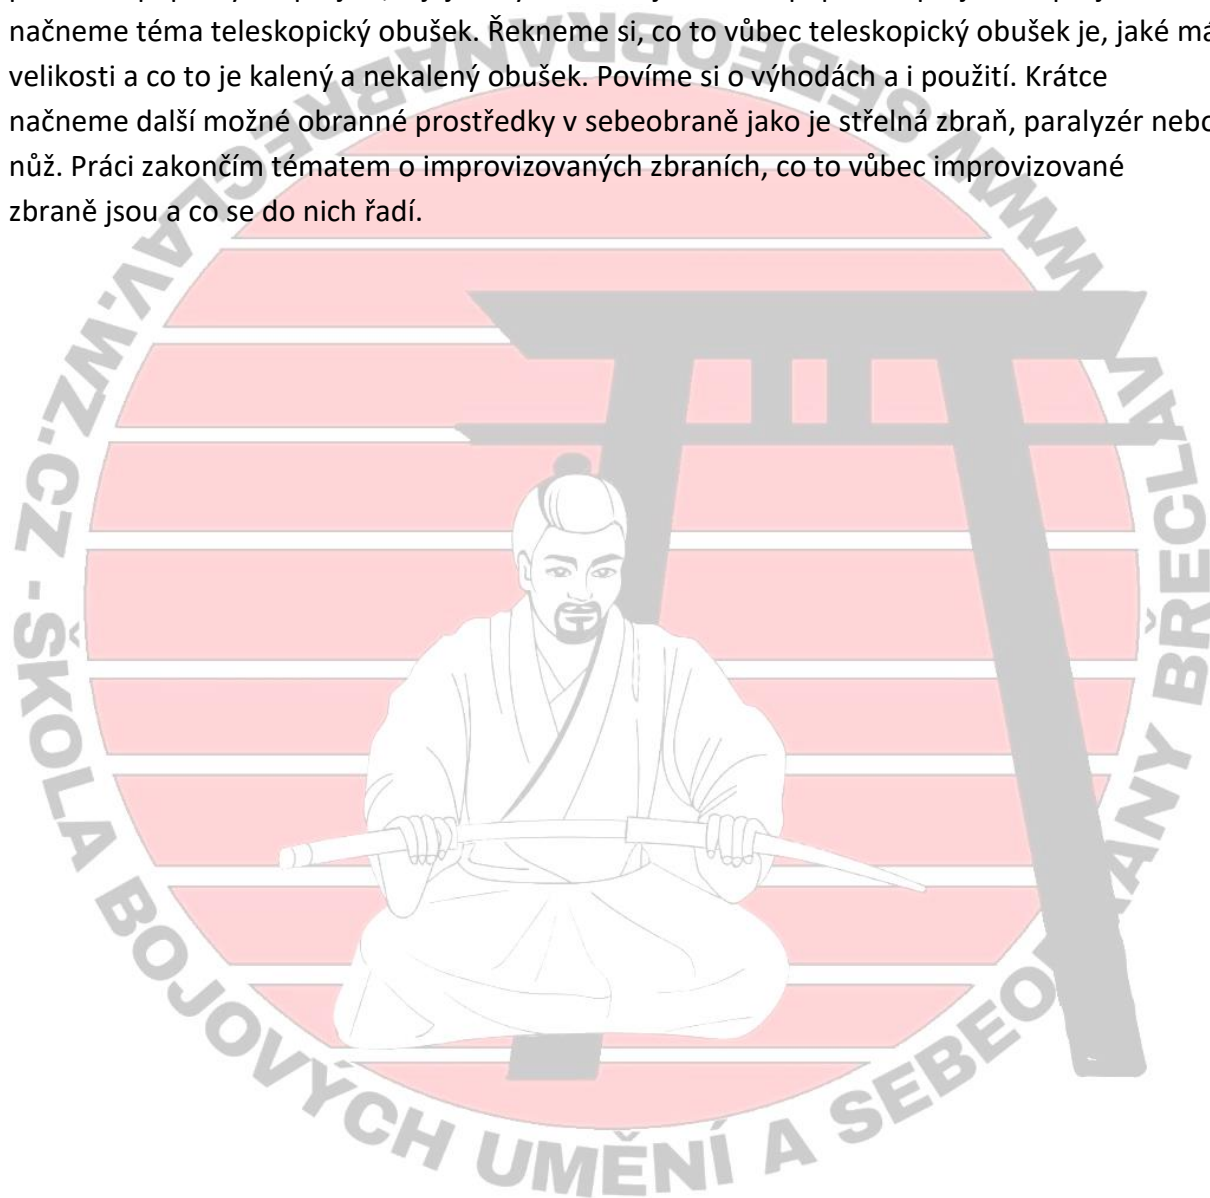 načneme téma teleskopický obušek. Řekneme si, co to vůbec teleskopický obušek je, jaké má
velikosti a co to je kalený a nekalený obušek. Povíme si o výhodách a i použití. Krátce
načneme další možné obranné prostředky v sebeobraně jako je střelná zbraň, paralyzér nebo
nůž. Práci zakončím tématem o improvizovaných zbraních, co to vůbec improvizované
zbraně jsou a co se do nich řadí.
WWW.SEBEOBRANABRECLAV.WZ.CZ - ŠKOLA BOJOVÝCH UMĚNÍ A SEBEOBRANY BŘECLAV